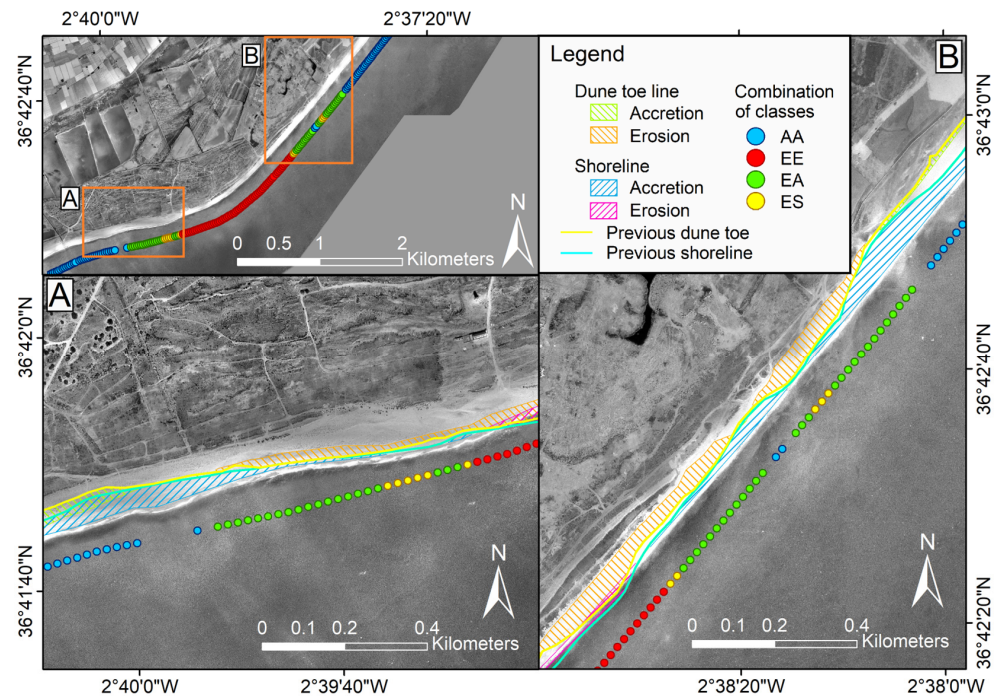 2°40'0"W
2°37'20"W
36°42'40"N
B
A
N
0 0.5 1 2
Kilometers
Legend
Dune toe line
Accretion
Erosion
Shoreline
Accretion
Erosion
Previous dune toe
Previous shoreline
Combination
of classes
AA
EE
EA
ES
B
36°43'0"N
36°42'40"N
36°42'20"N
N
0 0.1 0.2 0.4
Kilometers
2°38'20"W
2°38'0"W
A
36°42'0"N
36°41'40"N
N
0 0.1 0.2 0.4
Kilometers
2°40'0"W
2°39'40"W